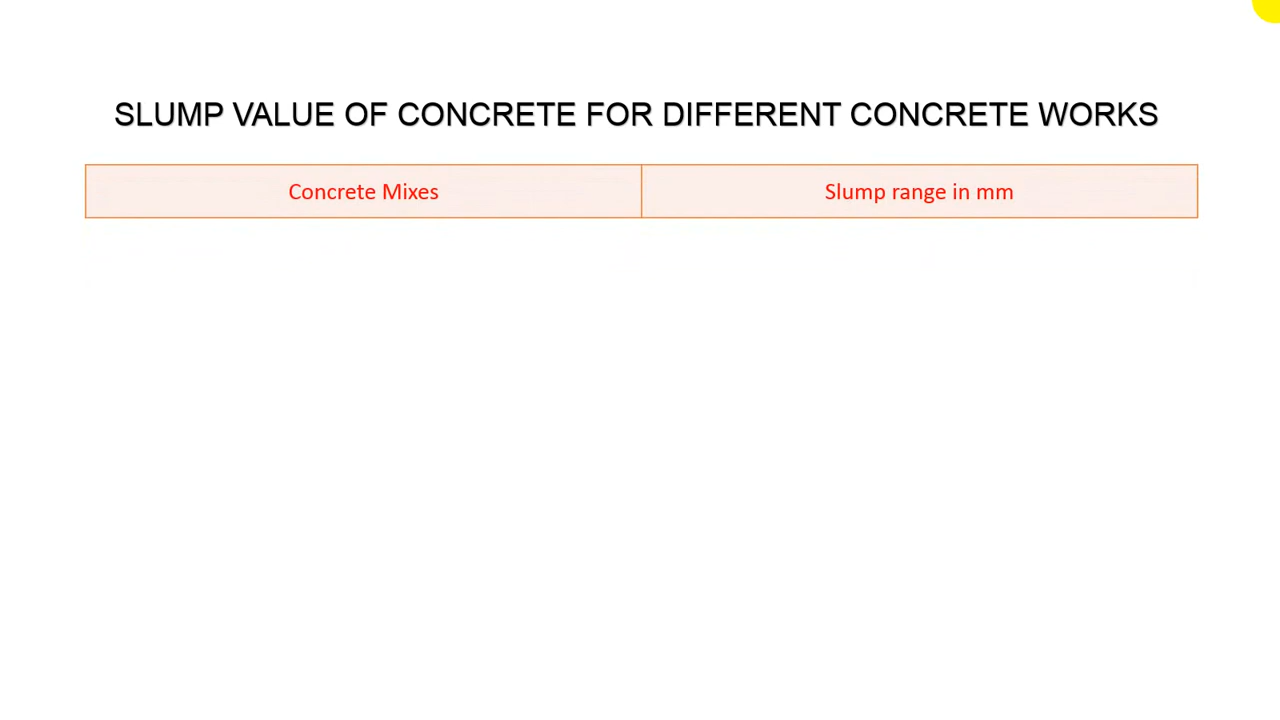 SLUMP VALUE OF CONCRETE FOR DIFFERENT CONCRETE WORKS
Concrete Mixes
Slump range in mm